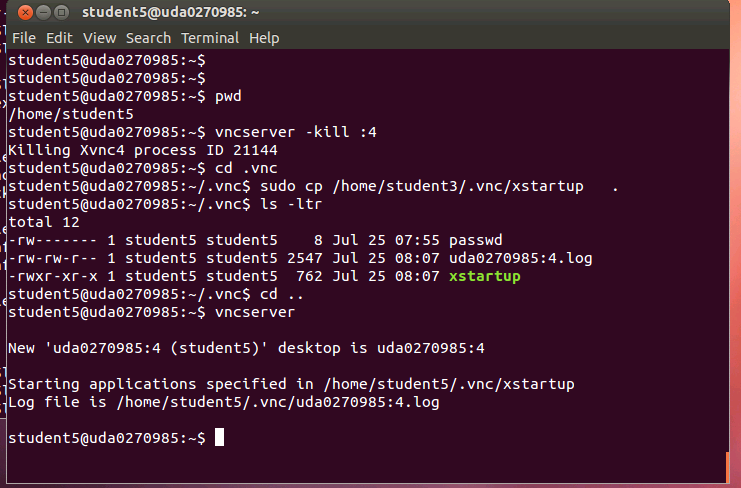 student5@uda0270985: ~
File Edit View Search Terminal Help
student5@uda0270985:~$
student5@uda0270985:~$
student5@uda0270985:~$ pwd
/home/student5
student5@uda0270985:~$ vncserver -kill :4
Killing Xvnc4 process ID 21144
student5@uda0270985:~$ cd .vnc
student5@uda0270985:~/.vnc$ sudo cp /home/student3/.vnc/xstartup   .
student5@uda0270985:~/.vnc$ ls -ltr
total 12
-rw------- 1 student5 student5    8 Jul 25 07:55 passwd
-rw-rw-r-- 1 student5 student5 2547 Jul 25 08:07 uda0270985:4.log
-rwxr-xr-x 1 student5 student5  762 Jul 25 08:07 xstartup
student5@uda0270985:~/.vnc$ cd ..
student5@uda0270985:~$ vncserver
New 'uda0270985:4 (student5)' desktop is uda0270985:4
Starting applications specified in /home/student5/.vnc/xstartup
Log file is /home/student5/.vnc/uda0270985:4.log
student5@uda0270985:~$